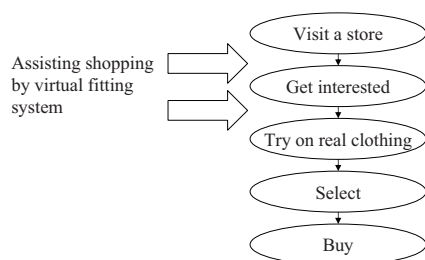 Visit a store
Assisting shopping
by virtual fitting
system
Get interested
Try on real clothing
Select
Buy